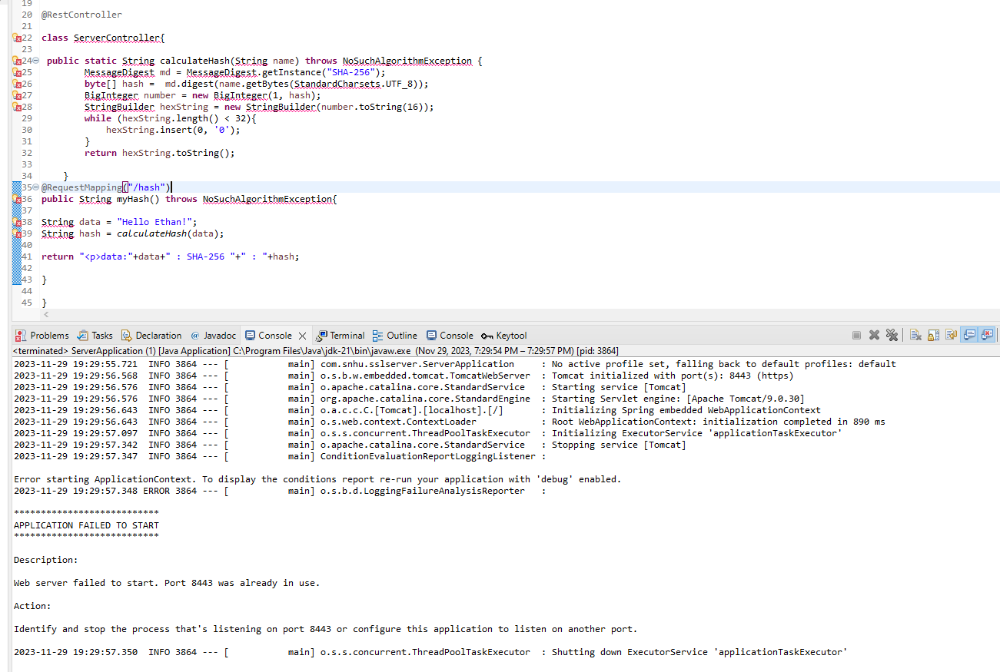 19
20 @RestController
21
22 class ServerController{
23
24 public static String calculateHash(String name) throws NoSuchAlgorithmException {
25 MessageDigest md = MessageDigest.getInstance("SHA-256");
26 byte[] hash =  md.digest(name.getBytes(StandardCharsets.UTF_8));
27 BigInteger number = new BigInteger(1, hash);
28 StringBuilder hexString = new StringBuilder(number.toString(16));
29 while (hexString.length() < 32){
30 hexString.insert(0, '0');
31 }
32 return hexString.toString();
33
34 }
35 @RequestMapping("/hash")
36 public String myHash() throws NoSuchAlgorithmException{
37
38 String data = "Hello Ethan!";
39 String hash = calculateHash(data);
40
41 return "<p>data:"+data+" : SHA-256 "+" : "+hash;
42
43 }
44
45 }
Problems Tasks Declaration @ Javadoc Console Terminal Outline Console Keytool
<terminated> ServerApplication (1) [Java Application] C:\Program Files\Java\jdk-21\bin\javaw.exe (Nov 29, 2023, 7:29:54 PM – 7:29:57 PM) [pid: 3864]
2023-11-29 19:29:55.721  INFO 3864 --- [           main] com.snhu.sslserver.ServerApplication     : No active profile set, falling back to default profiles: default
2023-11-29 19:29:56.568  INFO 3864 --- [           main] o.s.b.w.embedded.tomcat.TomcatWebServer  : Tomcat initialized with port(s): 8443 (https)
2023-11-29 19:29:56.576  INFO 3864 --- [           main] o.apache.catalina.core.StandardService   : Starting service [Tomcat]
2023-11-29 19:29:56.576  INFO 3864 --- [           main] org.apache.catalina.core.StandardEngine  : Starting Servlet engine: [Apache Tomcat/9.0.30]
2023-11-29 19:29:56.643  INFO 3864 --- [           main] o.a.c.c.C.[Tomcat].[localhost].[/]       : Initializing Spring embedded WebApplicationContext
2023-11-29 19:29:56.643  INFO 3864 --- [           main] o.s.web.context.ContextLoader            : Root WebApplicationContext: initialization completed in 890 ms
2023-11-29 19:29:57.097  INFO 3864 --- [           main] o.s.s.concurrent.ThreadPoolTaskExecutor  : Initializing ExecutorService 'applicationTaskExecutor'
2023-11-29 19:29:57.342  INFO 3864 --- [           main] o.apache.catalina.core.StandardService   : Stopping service [Tomcat]
2023-11-29 19:29:57.347  INFO 3864 --- [           main] ConditionEvaluationReportLoggingListener :
Error starting ApplicationContext. To display the conditions report re-run your application with 'debug' enabled.
2023-11-29 19:29:57.348 ERROR 3864 --- [           main] o.s.b.d.LoggingFailureAnalysisReporter   :
***************************
APPLICATION FAILED TO START
***************************
Description:
Web server failed to start. Port 8443 was already in use.
Action:
Identify and stop the process that's listening on port 8443 or configure this application to listen on another port.
2023-11-29 19:29:57.350  INFO 3864 --- [           main] o.s.s.concurrent.ThreadPoolTaskExecutor  : Shutting down ExecutorService 'applicationTaskExecutor'